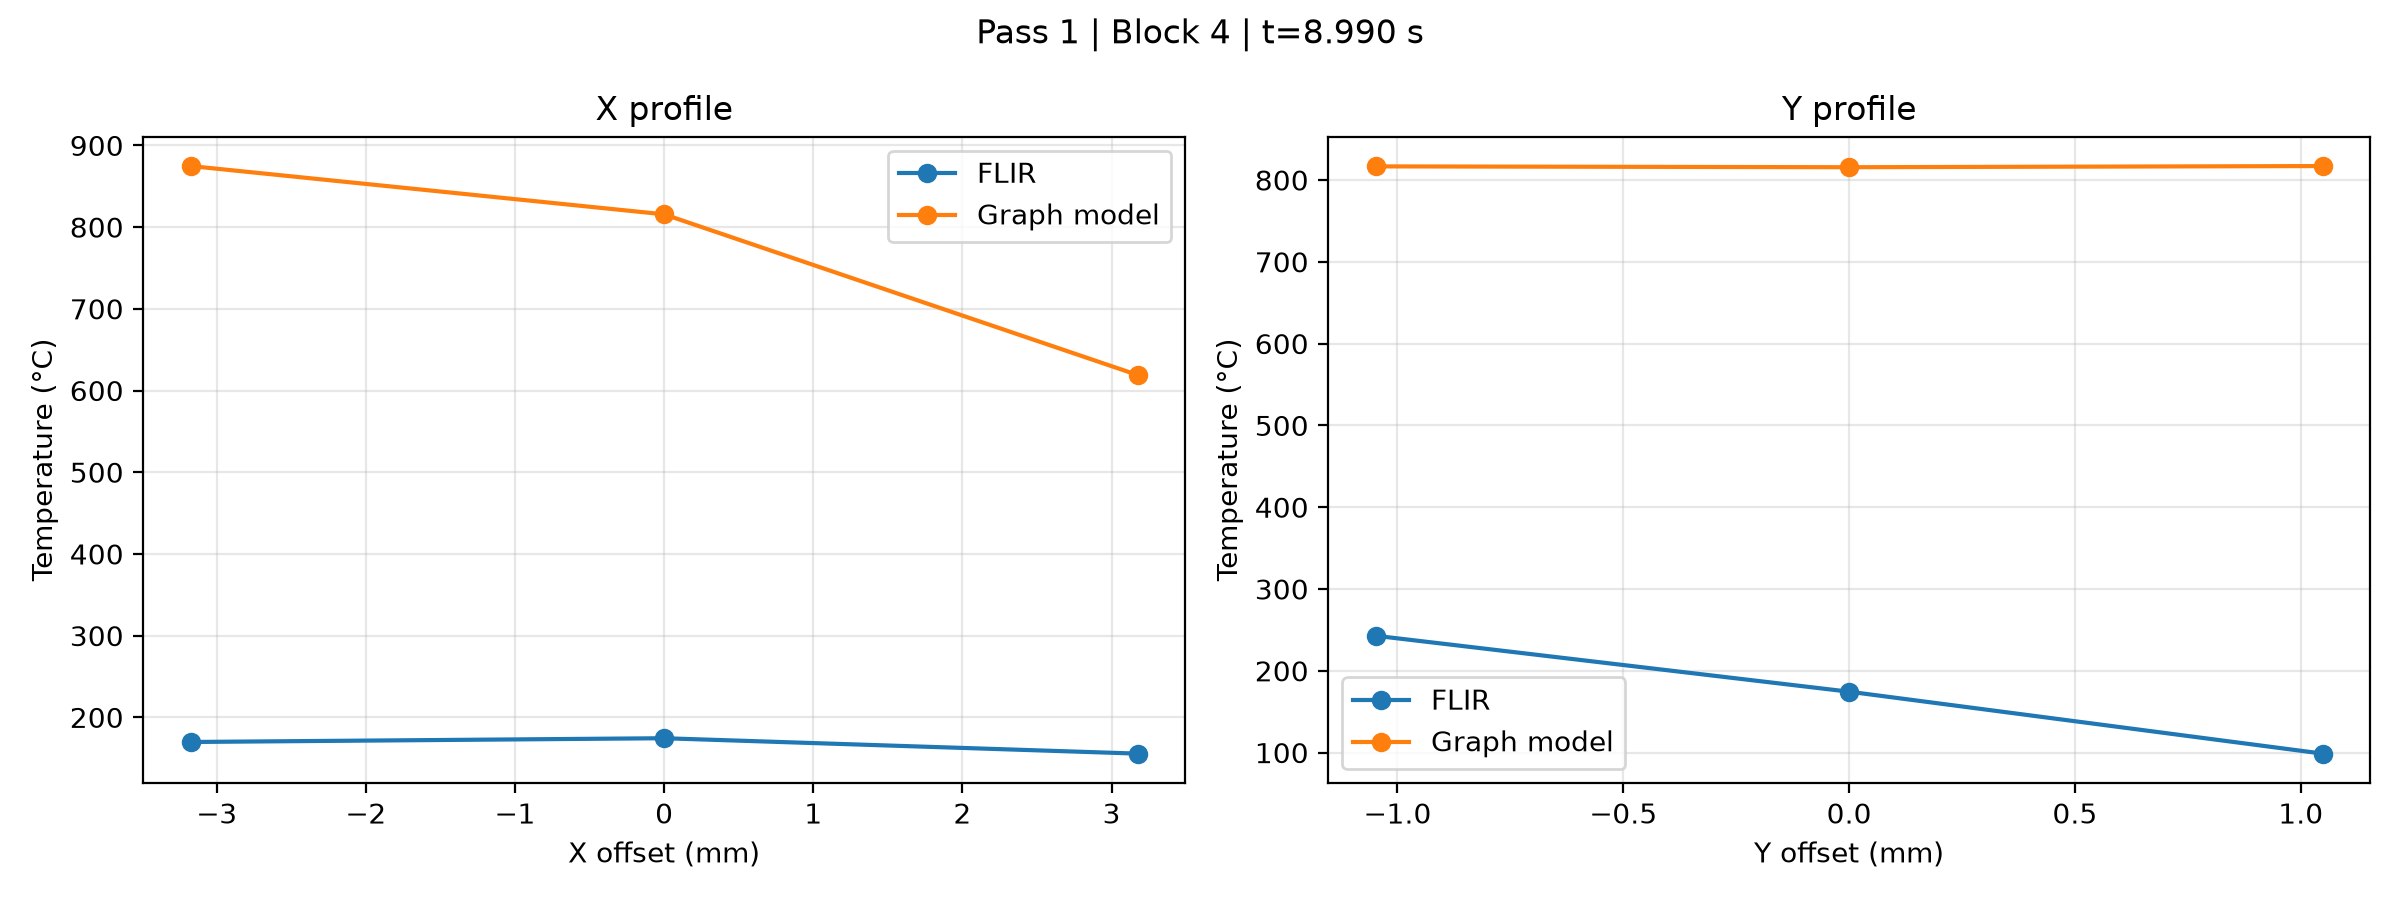 Pass 1 | Block 4 | t=8.990 s
X profile
900
800
700
600
500
400
300
200
Temperature (°C)
FLIR
Graph model
−3
−2
−1
0
1
2
3
X offset (mm)
Y profile
800
700
600
500
400
300
200
100
Temperature (°C)
FLIR
Graph model
−1.0
−0.5
0.0
0.5
1.0
Y offset (mm)